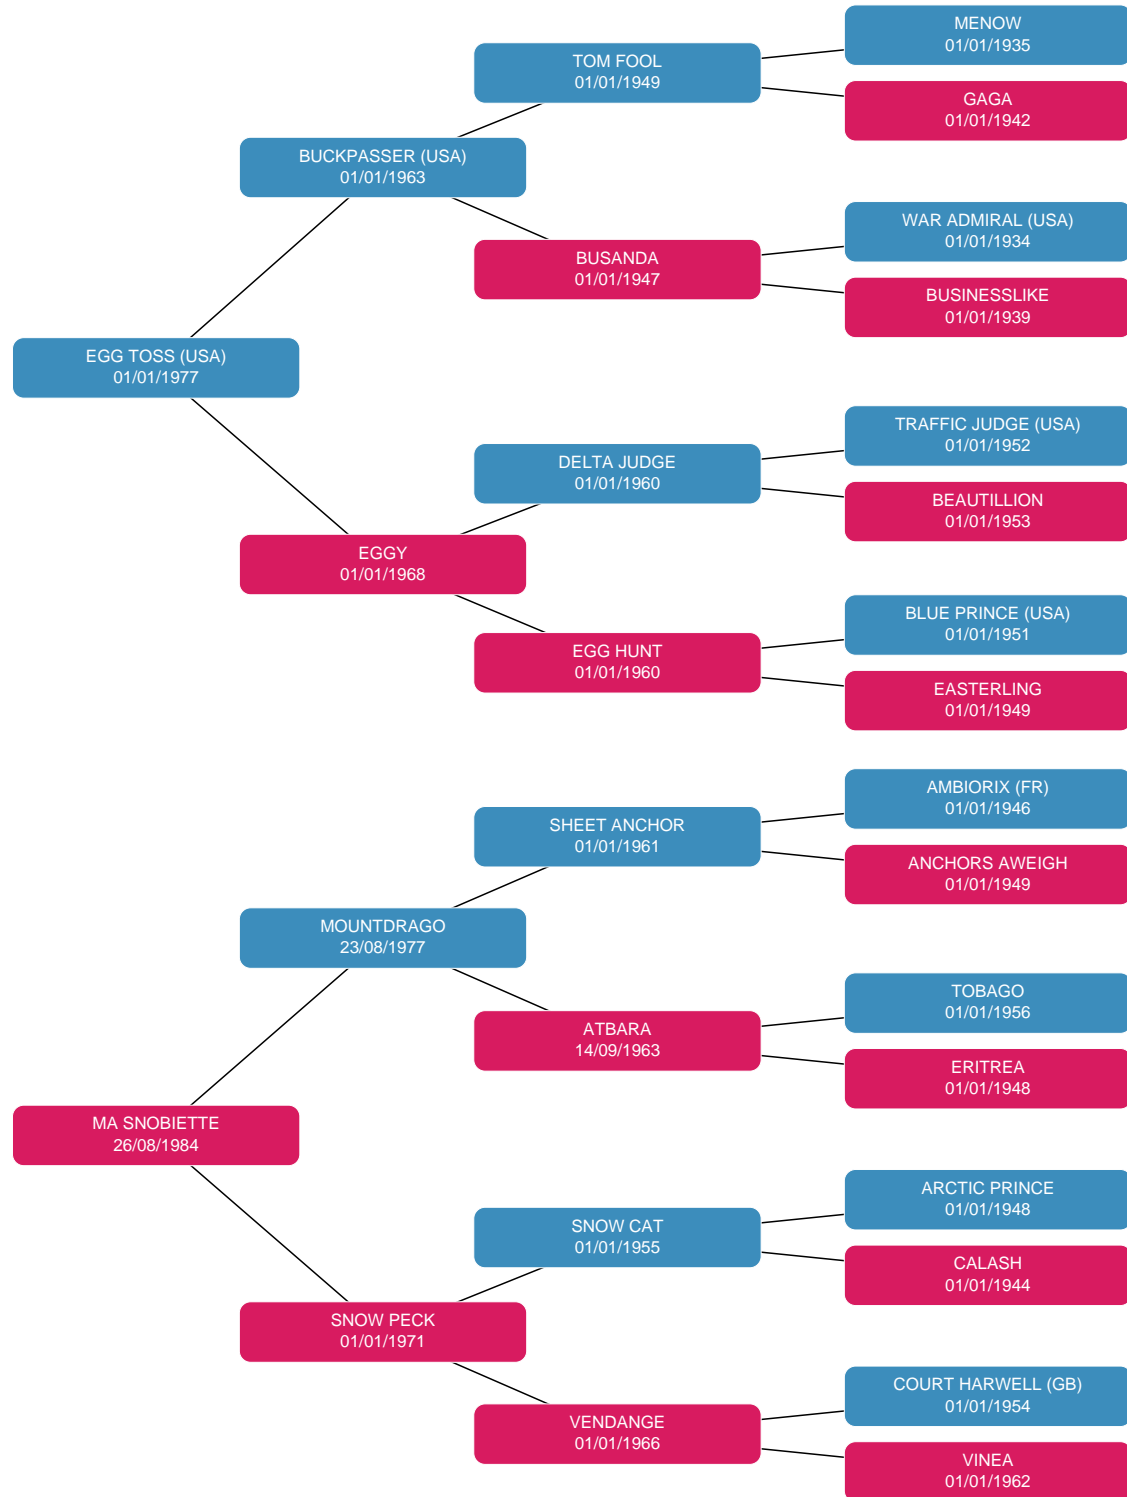 MENOW
01/01/1935
TOM FOOL
01/01/1949
GAGA
01/01/1942
BUCKPASSER (USA)
01/01/1963
WAR ADMIRAL (USA)
01/01/1934
BUSANDA
01/01/1947
BUSINESSLIKE
01/01/1939
EGG TOSS (USA)
01/01/1977
TRAFFIC JUDGE (USA)
01/01/1952
DELTA JUDGE
01/01/1960
BEAUTILLION
01/01/1953
EGGY
01/01/1968
BLUE PRINCE (USA)
01/01/1951
EGG HUNT
01/01/1960
EASTERLING
01/01/1949
AMBIORIX (FR)
01/01/1946
SHEET ANCHOR
01/01/1961
ANCHORS AWEIGH
01/01/1949
MOUNTDRAGO
23/08/1977
TOBAGO
01/01/1956
ATBARA
14/09/1963
ERITREA
01/01/1948
MA SNOBIETTE
26/08/1984
ARCTIC PRINCE
01/01/1948
SNOW CAT
01/01/1955
CALASH
01/01/1944
SNOW PECK
01/01/1971
COURT HARWELL (GB)
01/01/1954
VENDANGE
01/01/1966
VINEA
01/01/1962